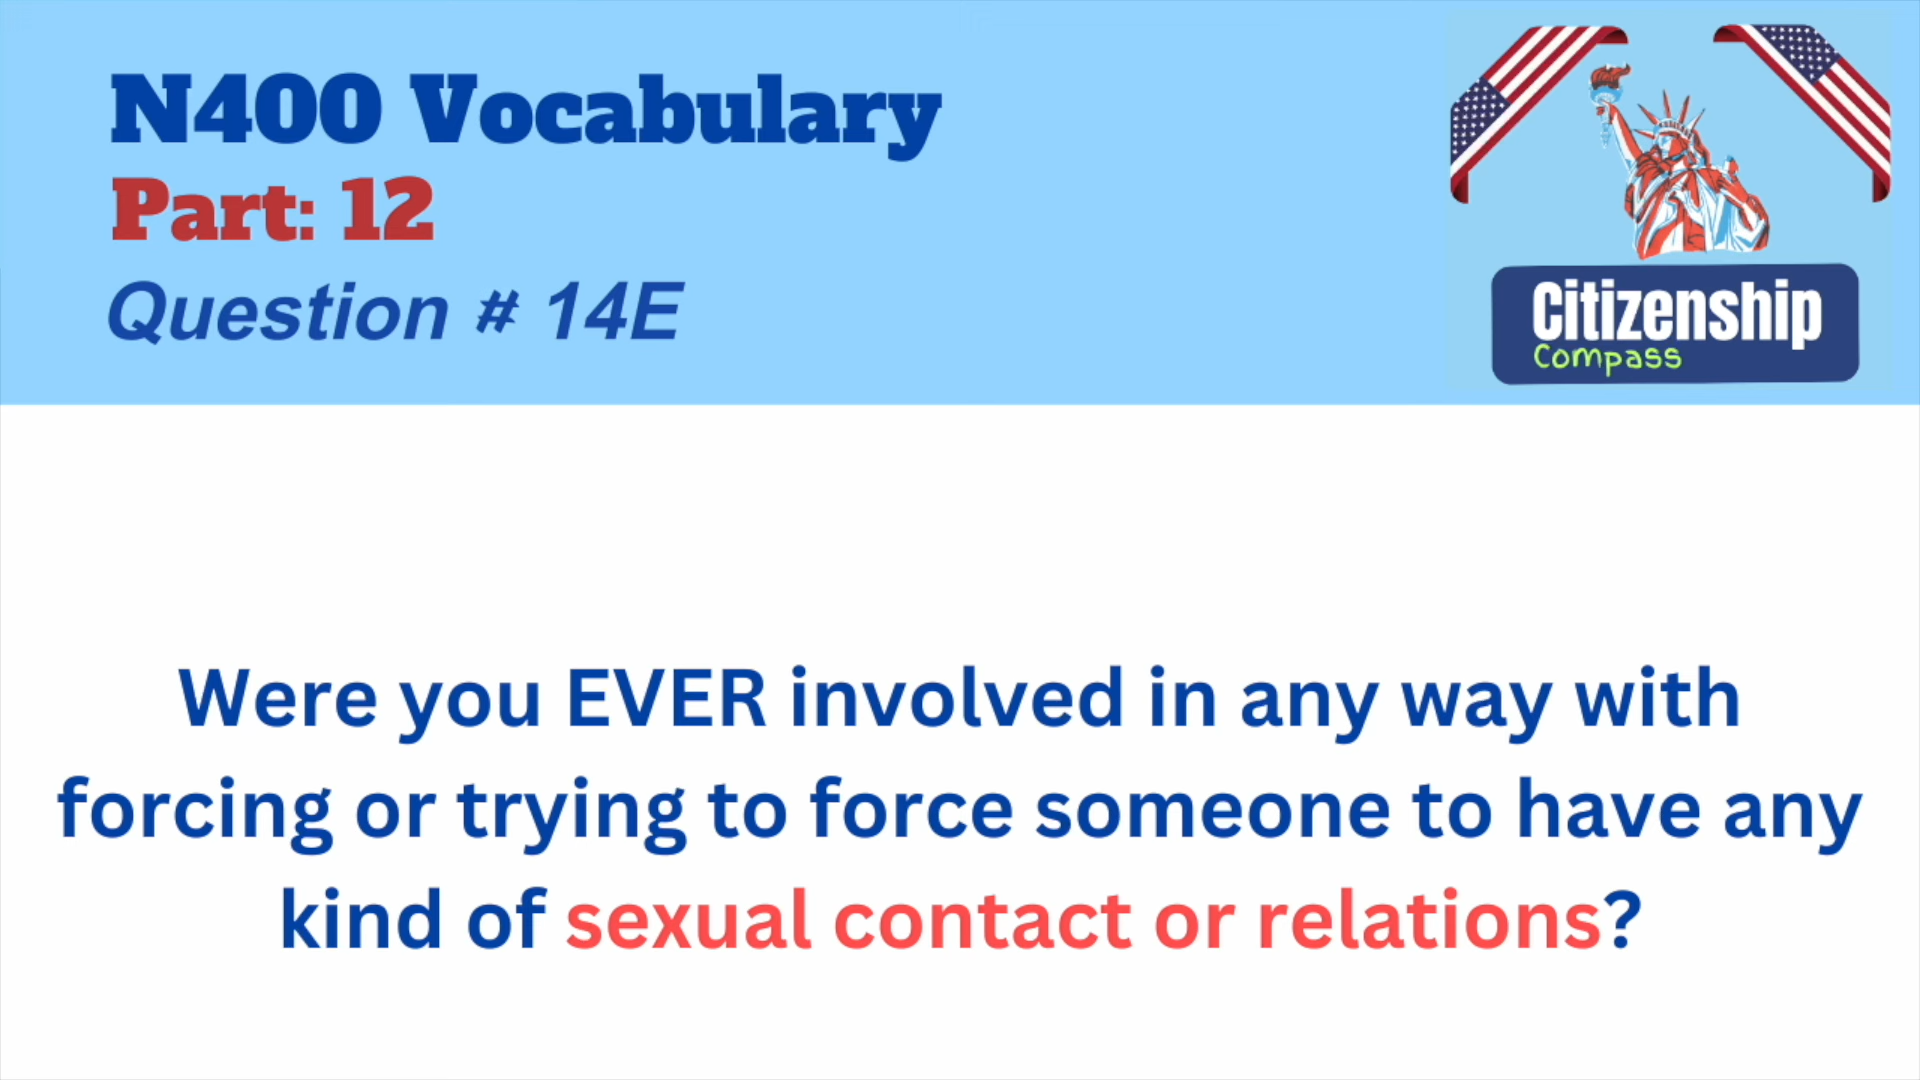 N400 Vocabulary
Part: 12
Question # 14E
Citizenship
Compass
Were you EVER involved in any way with
forcing or trying to force someone to have any
kind of sexual contact or relations?